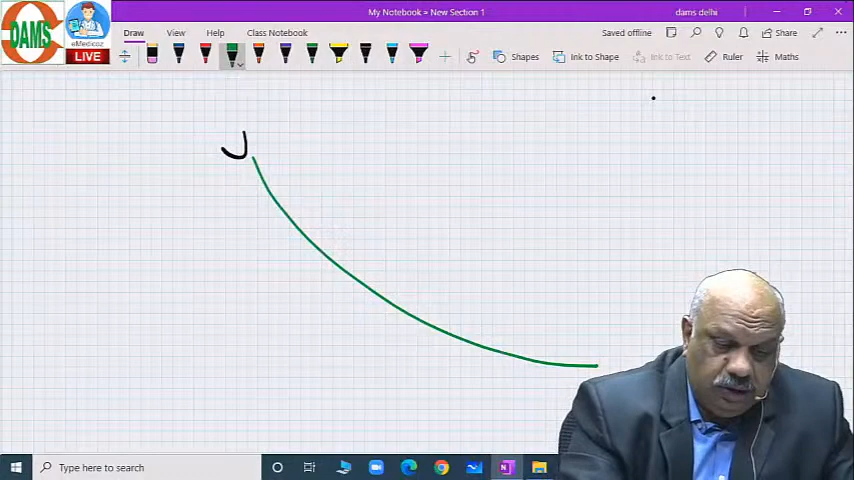 My Notebook » New Section 1
dams delhi
DAMS
eMedicoz
LIVE
Draw
View
Help
Class Notebook
Saved offline
Share
Shapes
Ink to Shape
Ink to Text
Ruler
Maths
J
Type here to search